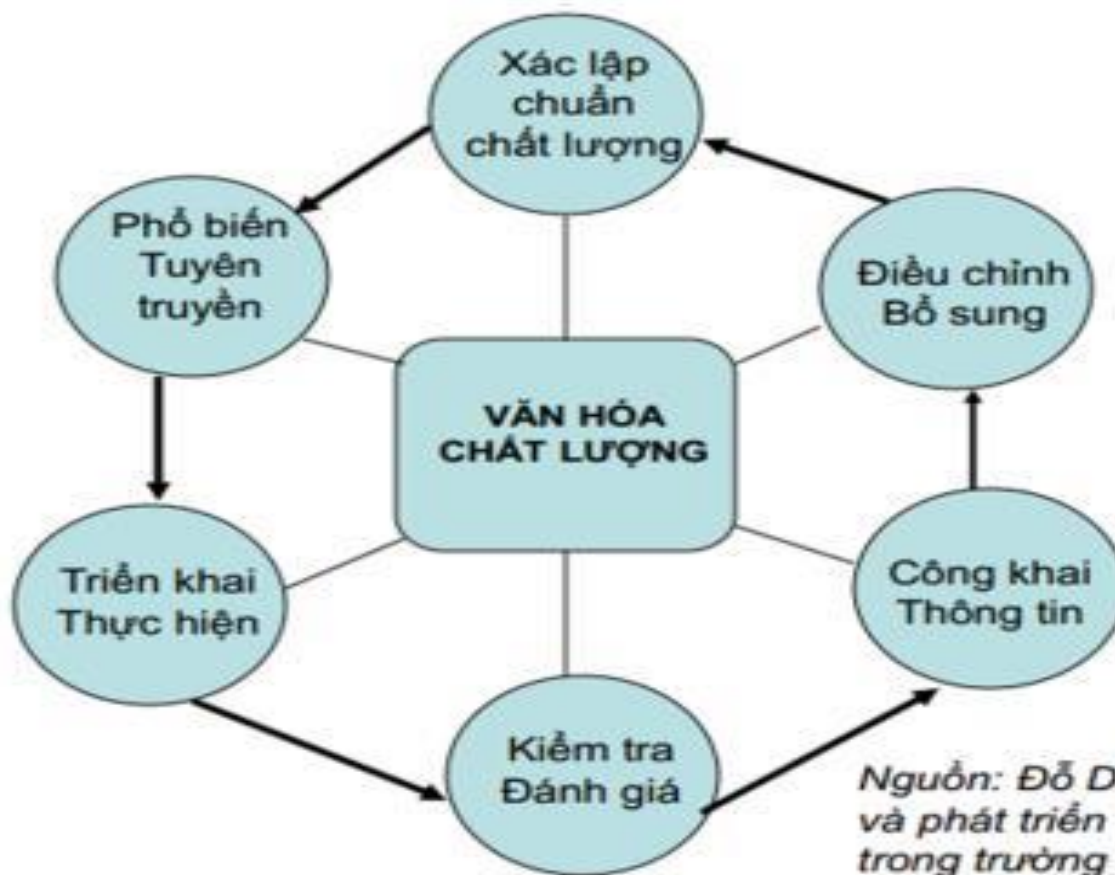 Xác lập
chuẩn
chất lượng
Phổ biến
Tuyên
truyền
Điều chỉnh
Bổ sung
VĂN HÓA
CHẤT LƯỢNG
Triển khai
Thực hiện
Công khai
Thông tin
Kiểm tra
Đánh giá
Nguồn: Đỗ D
và phát triển
trong trường